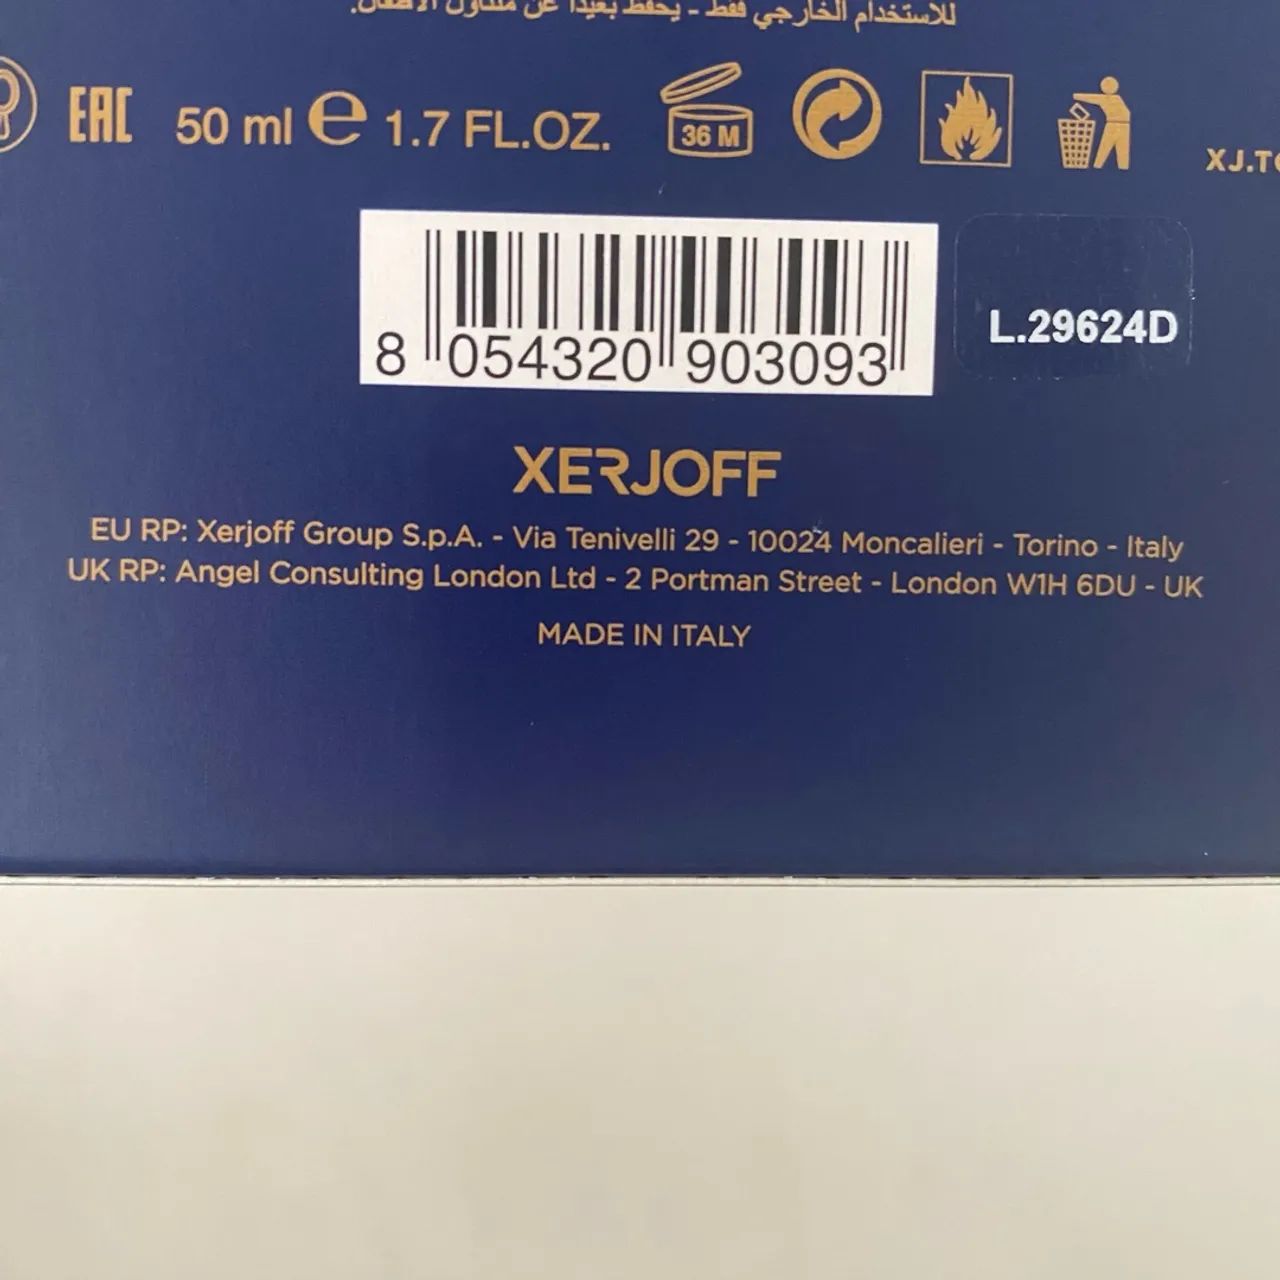 للاستخدام الخارجي فقط - يحفظ بعيدا عن متناول الأطفال.
EAC 50 ml e 1.7 FL.OZ. 36 M
8 054320 903093
L.29624D
XERJOFF
EU RP: Xerjoff Group S.p.A. - Via Tenivelli 29 - 10024 Moncalieri - Torino - Italy
UK RP: Angel Consulting London Ltd - 2 Portman Street - London W1H 6DU - UK
MADE IN ITALY